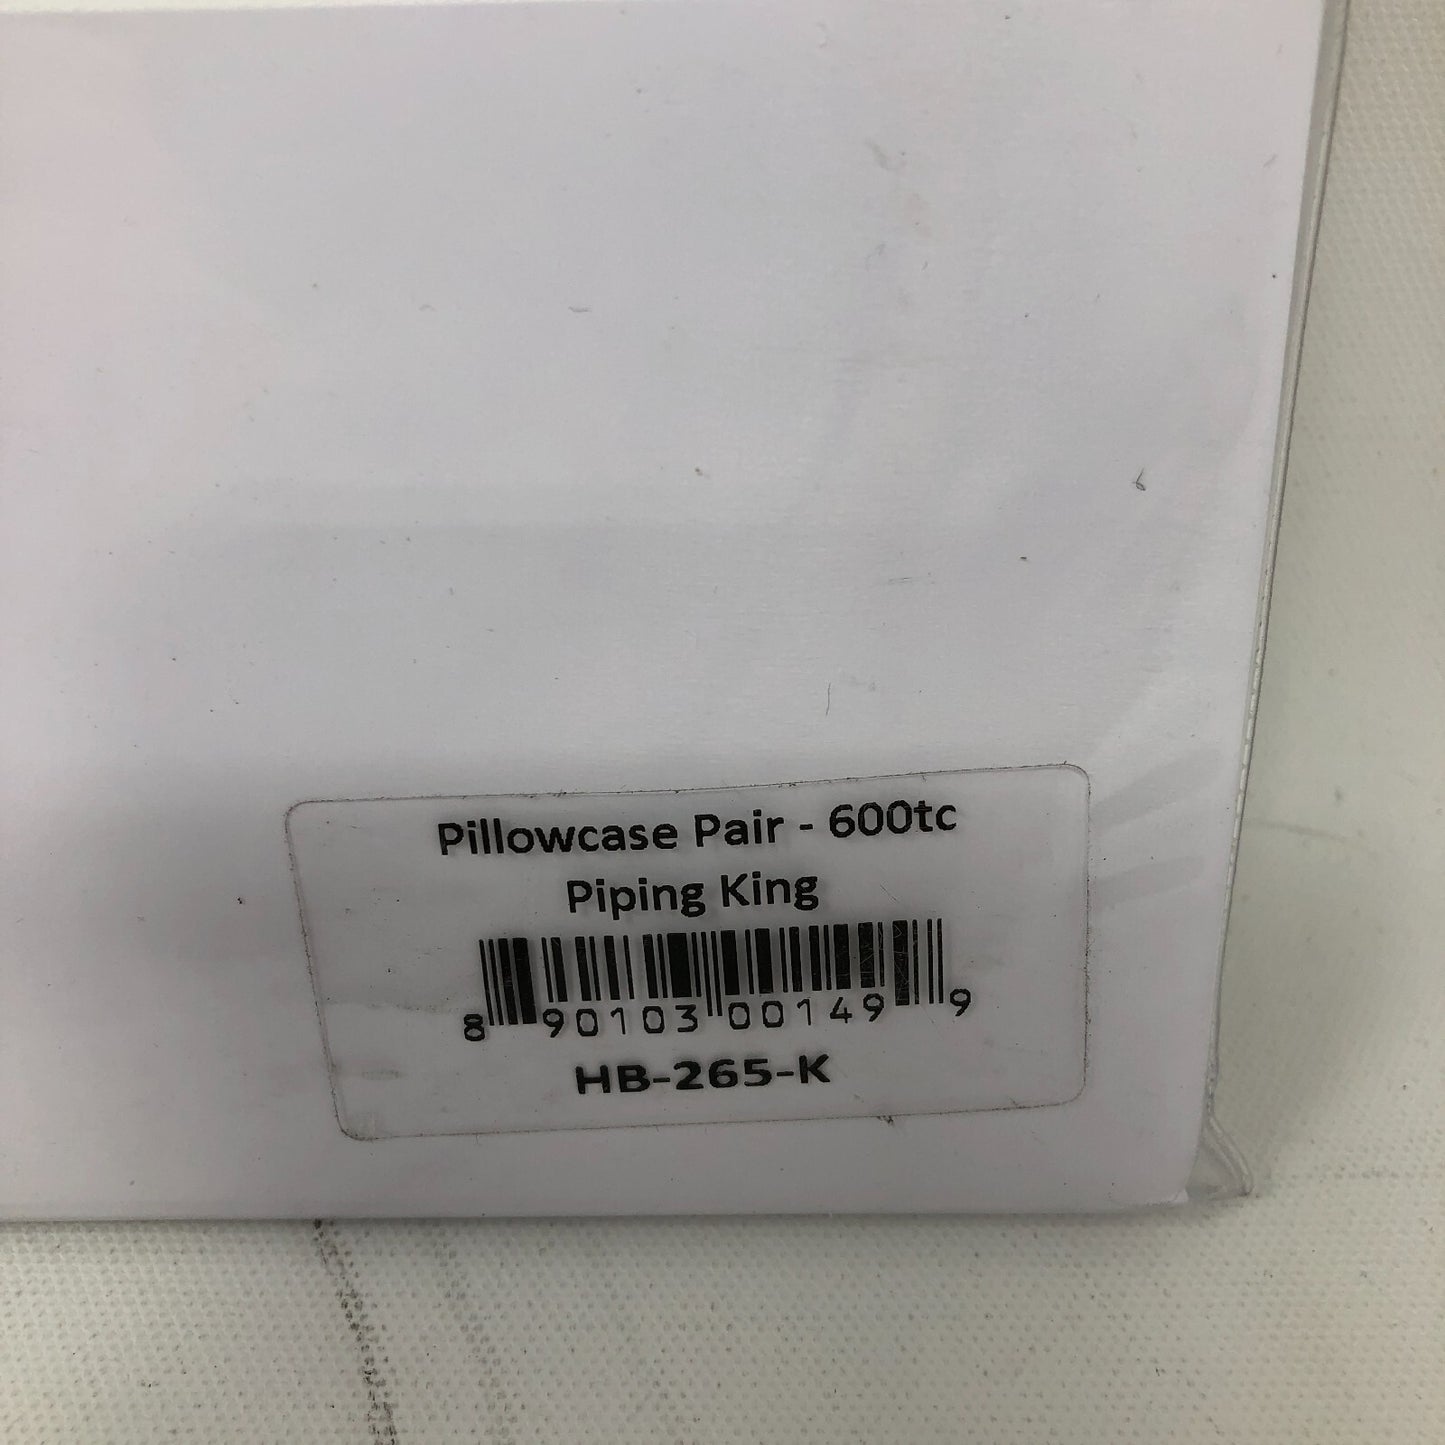 Pillowcase Pair - 600tc
Piping King
8 90103 00149 9
HB-265-K